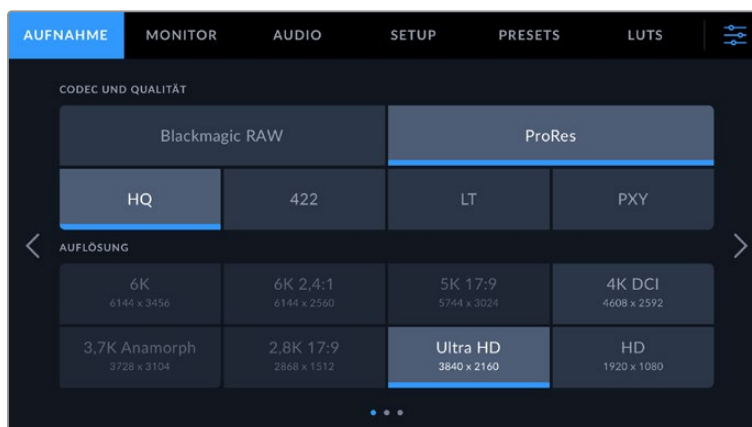 AUFNAHME MONITOR AUDIO SETUP PRESETS LUTS
CODEC UND QUALITÄT
Blackmagic RAW ProRes
HQ 422 LT PXY
AUFLÖSUNG
6K 6K 2,4:1 5K 17:9 4K DCI
6144 x 3456 6144 x 2560 5744 x 3024 4608 x 2592
3,7K Anamorph 2,8K 17:9 Ultra HD HD
3728 x 3104 2868 x 1512 3840 x 2160 1920 x 1080